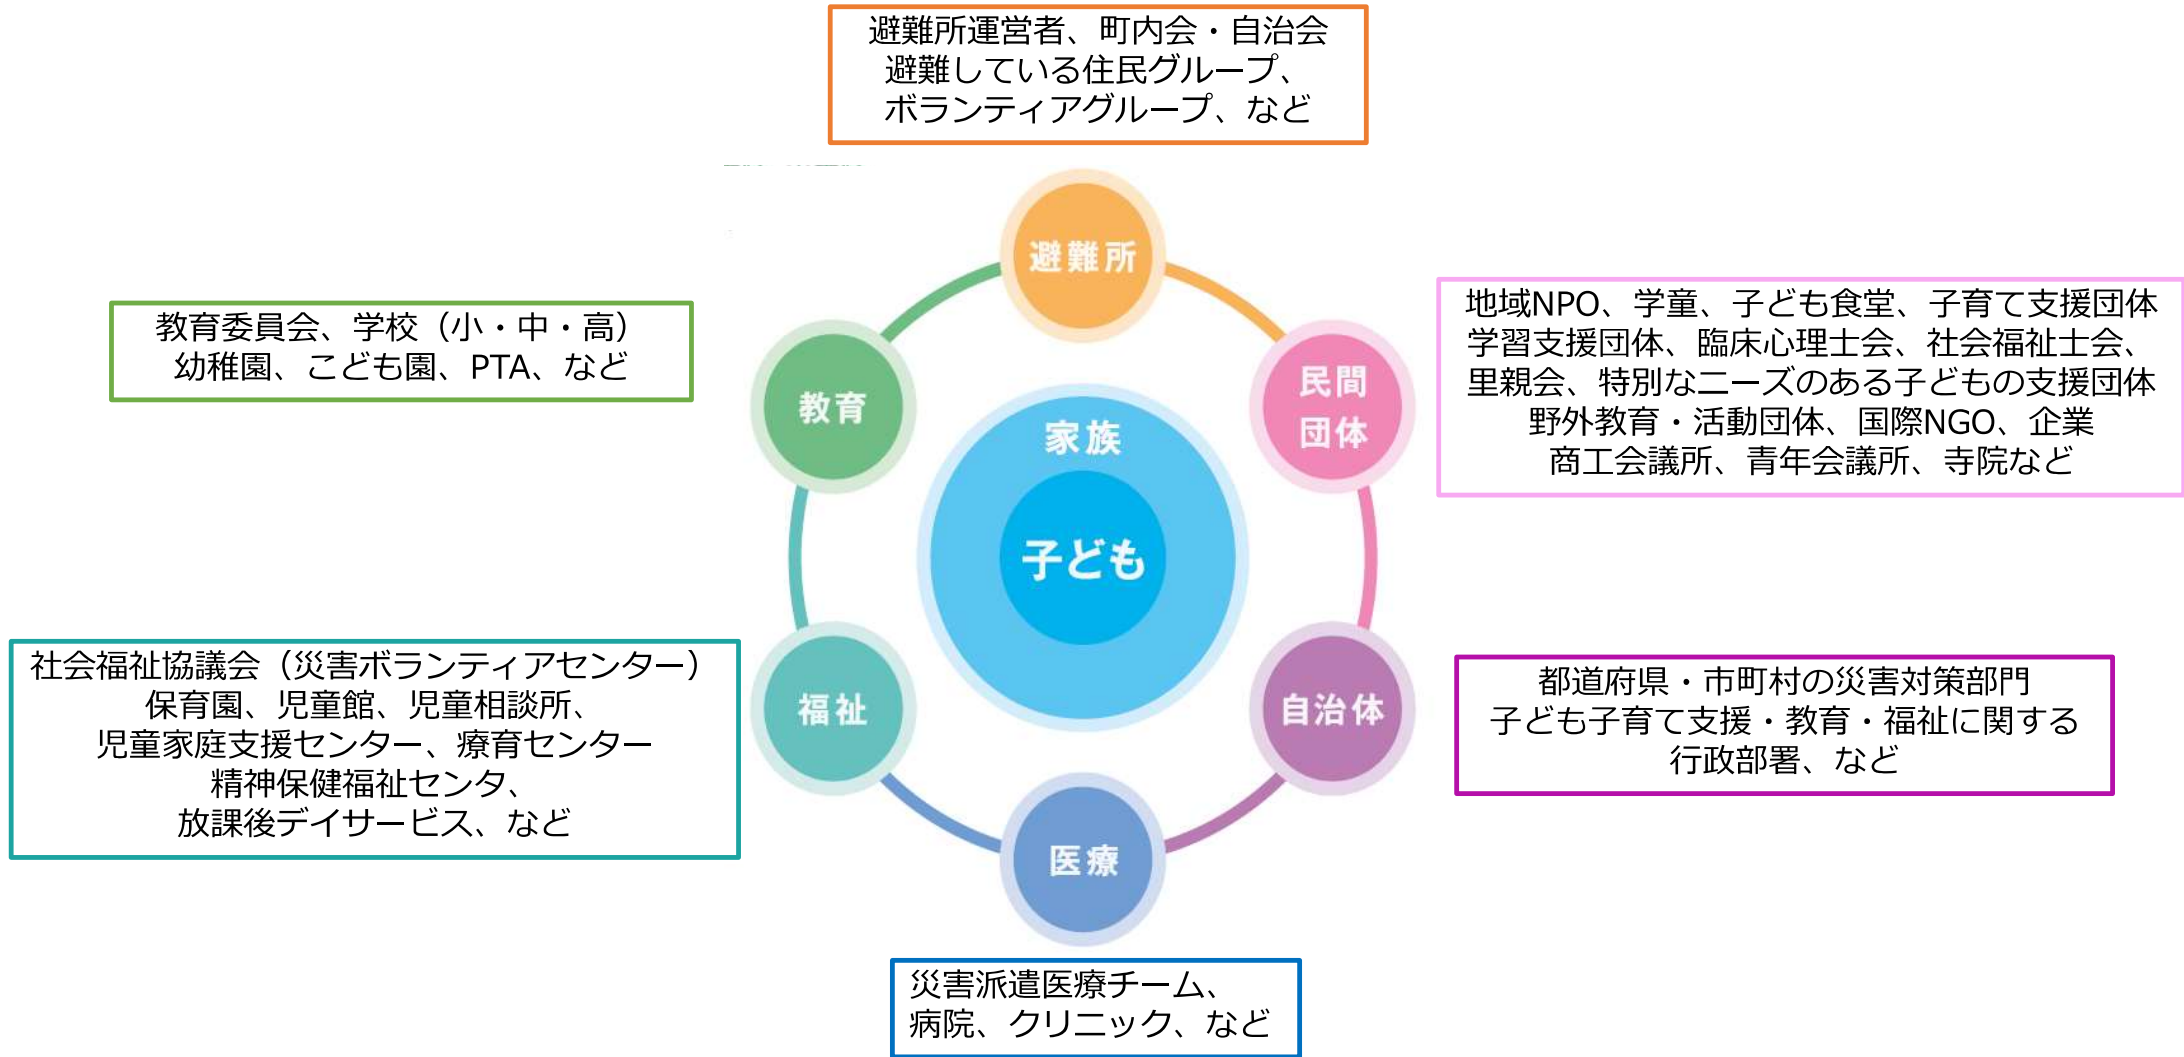 避難所運営者、町内会・自治会
避難している住民グループ、
ボランティアグループ、など
避難所
教育委員会、学校（小・中・高）
幼稚園、こども園、PTA、など
教育
民間
団体
地域NPO、学童、子ども食堂、子育て支援団体
学習支援団体、臨床心理士会、社会福祉士会、
里親会、特別なニーズのある子どもの支援団体
野外教育・活動団体、国際NGO、企業
商工会議所、青年会議所、寺院など
家族
子ども
社会福祉協議会（災害ボランティアセンター）
保育園、児童館、児童相談所、
児童家庭支援センター、療育センター
精神保健福祉センタ、
放課後デイサービス、など
福祉
自治体
都道府県・市町村の災害対策部門
子ども子育て支援・教育・福祉に関する
行政部署、など
医療
災害派遣医療チーム、
病院、クリニック、など